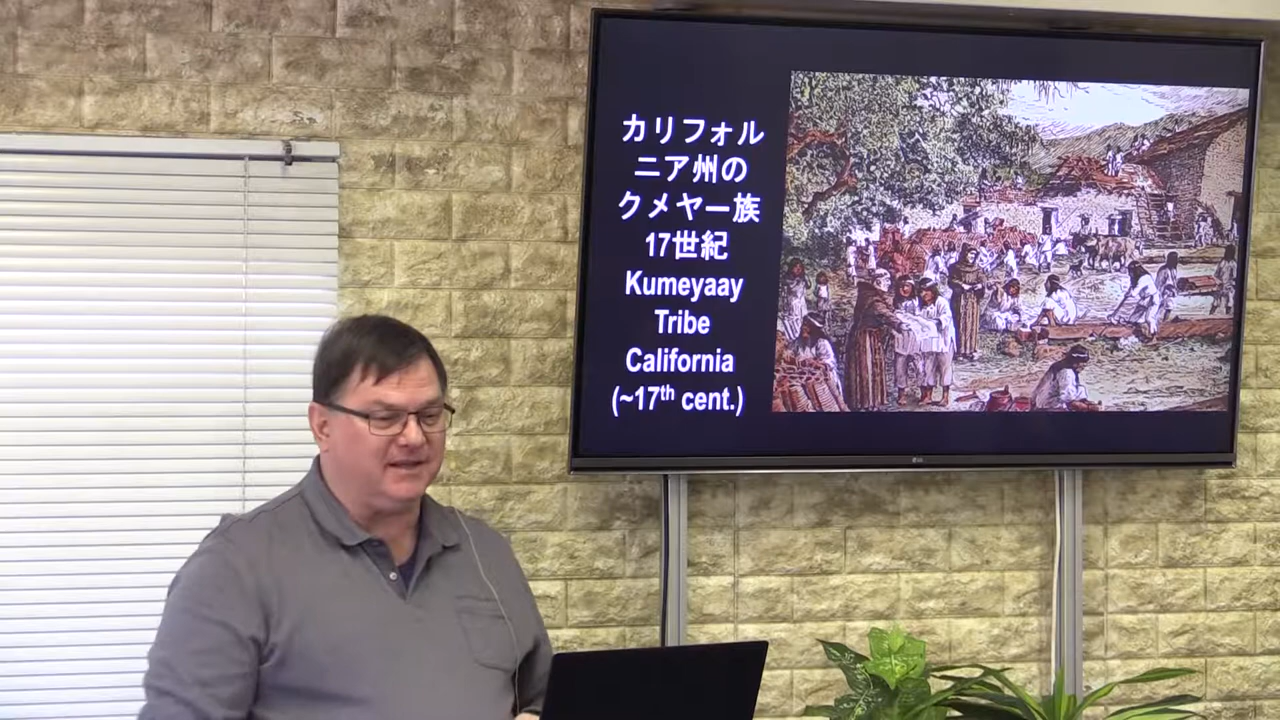 カリフォル
ニア州の
クメヤー族
17世紀
Kumeyaay
Tribe
California
(~17th cent.)
LG